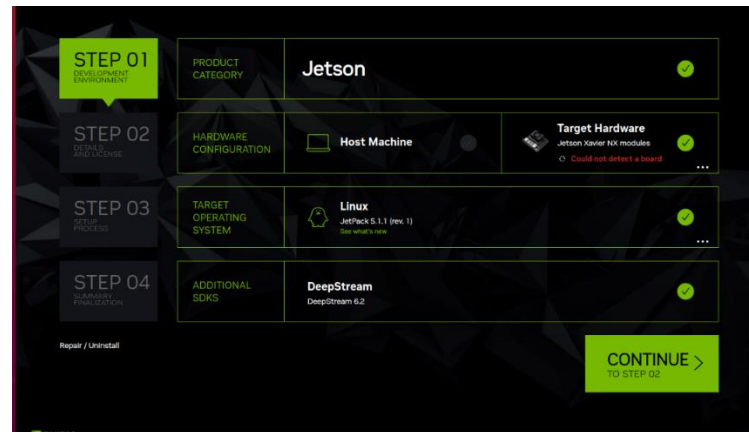 STEP 01
DEVELOPMENT
ENVIRONMENT
PRODUCT
CATEGORY
Jetson
STEP 02
DETAILS
AND LICENSE
HARDWARE
CONFIGURATION
Host Machine
Target Hardware
Jetson Xavier NX modules
Could not detect a board
...
STEP 03
SETUP
PROCESS
TARGET
OPERATING
SYSTEM
Linux
JetPack 5.1.1 (rev. 1)
See what's new
...
STEP 04
SUMMARY
FINALIZATION
ADDITIONAL
SDKS
DeepStream
DeepStream 6.2
Repair / Uninstall
CONTINUE >
TO STEP 02